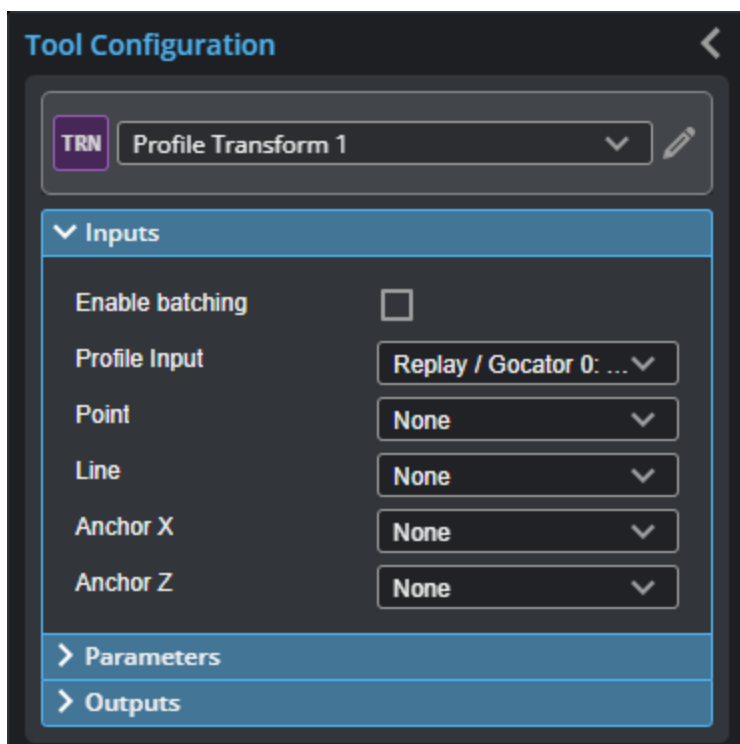 Tool Configuration
TRN Profile Transform 1
Inputs
Enable batching
Profile Input Replay / Gocator 0: ...
Point None
Line None
Anchor X None
Anchor Z None
Parameters
Outputs